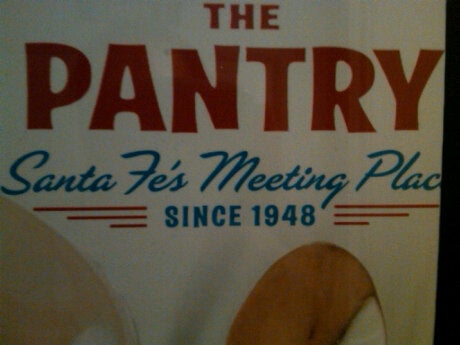 THE
PANTRY
Santa Fe's Meeting Plac
SINCE 1948